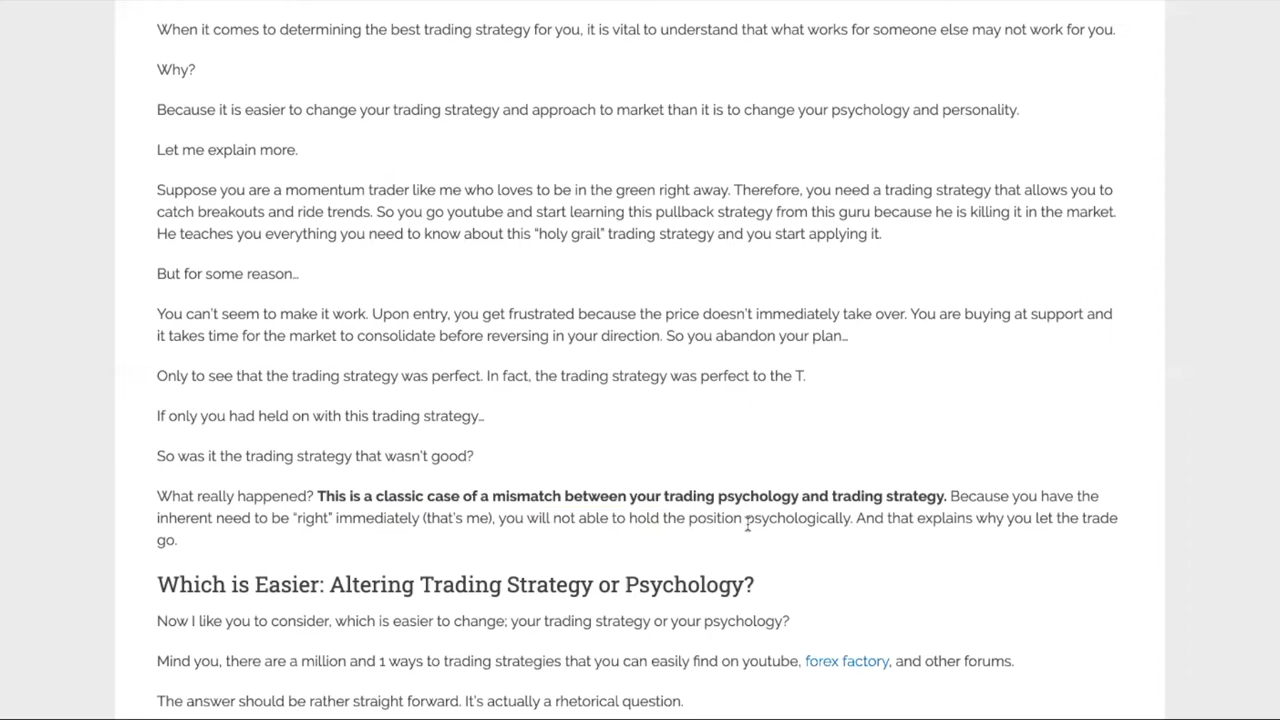 When it comes to determining the best trading strategy for you, it is vital to understand that what works for someone else may not work for you.
Why?
Because it is easier to change your trading strategy and approach to market than it is to change your psychology and personality.
Let me explain more.
Suppose you are a momentum trader like me who loves to be in the green right away. Therefore, you need a trading strategy that allows you to
catch breakouts and ride trends. So you go youtube and start learning this pullback strategy from this guru because he is killing it in the market.
He teaches you everything you need to know about this “holy grail” trading strategy and you start applying it.
But for some reason…
You can’t seem to make it work. Upon entry, you get frustrated because the price doesn’t immediately take over. You are buying at support and
it takes time for the market to consolidate before reversing in your direction. So you abandon your plan…
Only to see that the trading strategy was perfect. In fact, the trading strategy was perfect to the T.
If only you had held on with this trading strategy…
So was it the trading strategy that wasn’t good?
What really happened? This is a classic case of a mismatch between your trading psychology and trading strategy. Because you have the
inherent need to be “right” immediately (that’s me), you will not able to hold the position psychologically. And that explains why you let the trade
go.
Which is Easier: Altering Trading Strategy or Psychology?
Now I like you to consider, which is easier to change; your trading strategy or your psychology?
Mind you, there are a million and 1 ways to trading strategies that you can easily find on youtube, forex factory, and other forums.
The answer should be rather straight forward. It’s actually a rhetorical question.